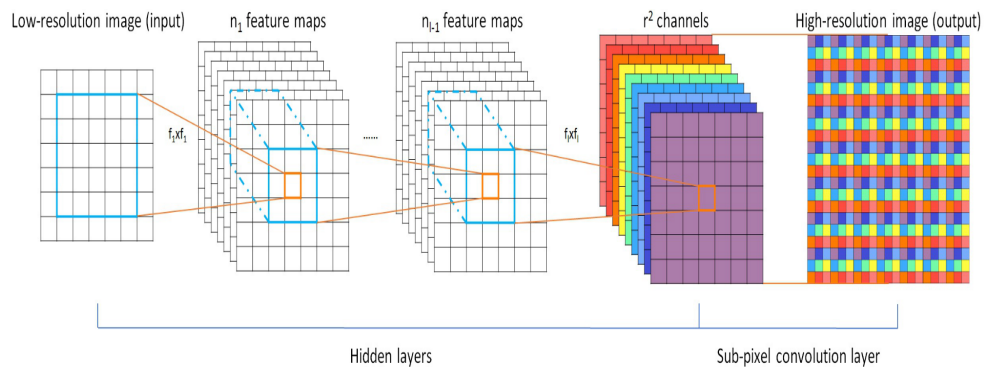 Low-resolution image (input)
n₁ feature maps
nₗ₋₁ feature maps
r² channels
High-resolution image (output)
f₁xf₁
......
fₗxfₗ
Hidden layers
Sub-pixel convolution layer